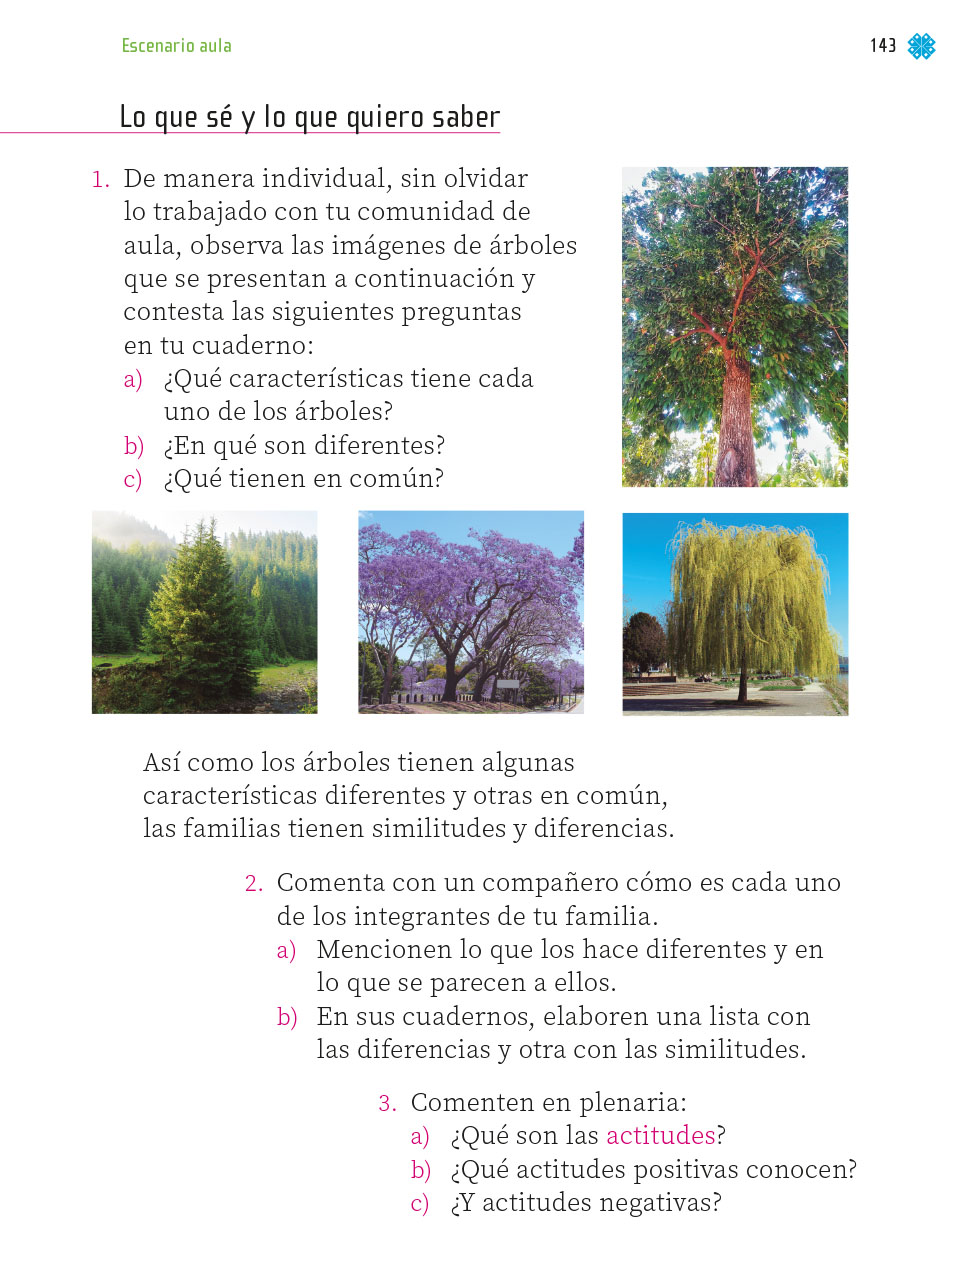 Escenario aula
143
Lo que sé y lo que quiero saber
1. De manera individual, sin olvidar
lo trabajado con tu comunidad de
aula, observa las imágenes de árboles
que se presentan a continuación y
contesta las siguientes preguntas
en tu cuaderno:
a) ¿Qué características tiene cada
uno de los árboles?
b) ¿En qué son diferentes?
c) ¿Qué tienen en común?
Así como los árboles tienen algunas
características diferentes y otras en común,
las familias tienen similitudes y diferencias.
2. Comenta con un compañero cómo es cada uno
de los integrantes de tu familia.
a) Mencionen lo que los hace diferentes y en
lo que se parecen a ellos.
b) En sus cuadernos, elaboren una lista con
las diferencias y otra con las similitudes.
3. Comenten en plenaria:
a) ¿Qué son las actitudes?
b) ¿Qué actitudes positivas conocen?
c) ¿Y actitudes negativas?